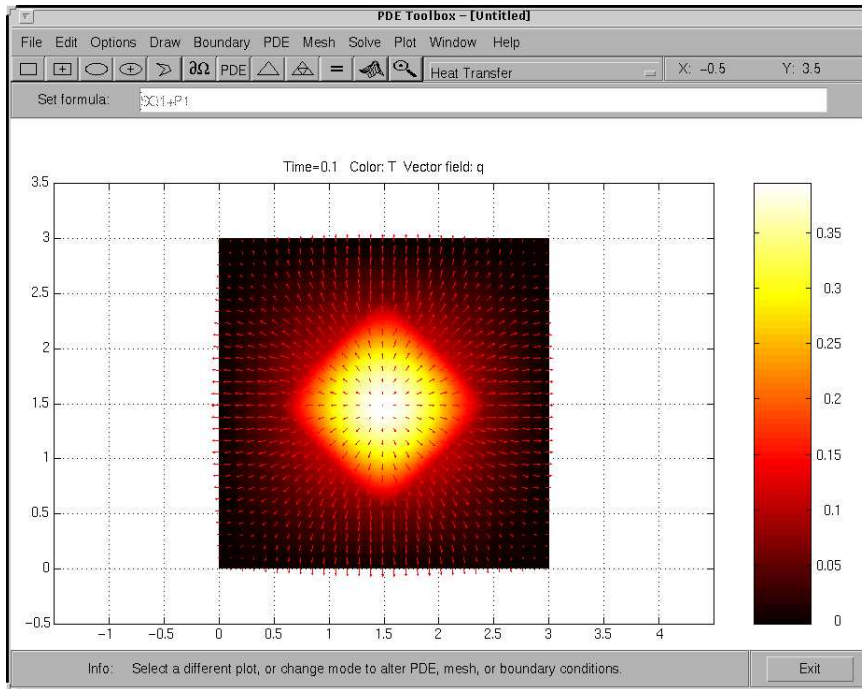 PDE Toolbox – [Untitled]
File Edit Options Draw Boundary PDE Mesh Solve Plot Window Help
∂Ω PDE = Heat Transfer X: −0.5 Y: 3.5
Set formula: SQ1+P1
Time=0.1 Color: T Vector field: q
3.5
3
2.5
2
1.5
1
0.5
0
−0.5
−1 −0.5 0 0.5 1 1.5 2 2.5 3 3.5 4
0.35
0.3
0.25
0.2
0.15
0.1
0.05
0
Info: Select a different plot, or change mode to alter PDE, mesh, or boundary conditions.
Exit